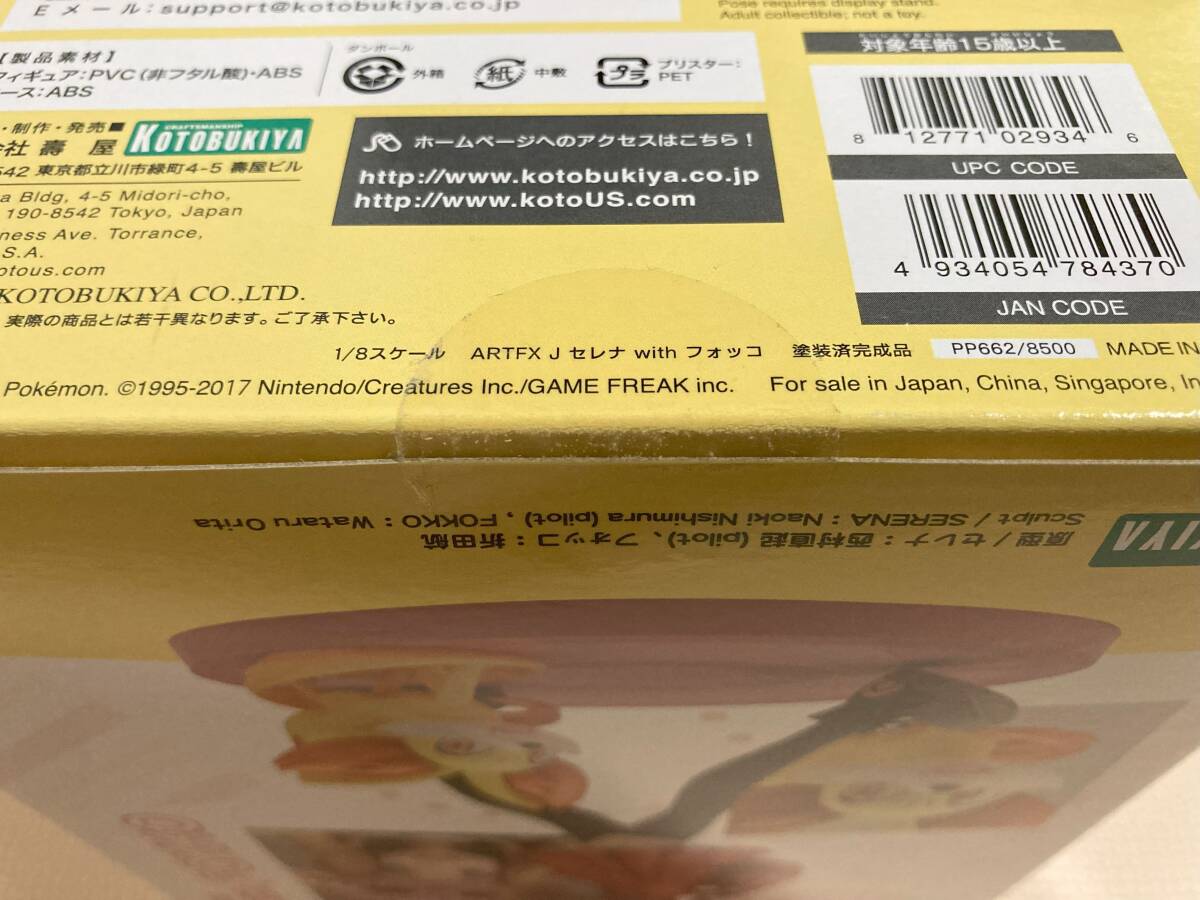 Eメール:support@kotobukiya.co.jp
Pose requires display stand.
Adult collectible; not a toy.
【製品素材】
フィギュア:PVC(非フタル酸)・ABS
ース:ABS
ダンボール
外箱
紙
中敷
プラ
ブリスター:
PET
対象年齢15歳以上
8 12771 02934 6
UPC CODE
4 934054 784370
JAN CODE
・制作・発売■
社 壽 屋
CRAFTSMANSHIP
KOTOBUKIYA
542 東京都立川市緑町4-5 壽屋ビル
a Bldg, 4-5 Midori-cho,
190-8542 Tokyo, Japan
ness Ave. Torrance,
S.A.
otous.com
KOTOBUKIYA CO.,LTD.
ホームページへのアクセスはこちら!
http://www.kotobukiya.co.jp
http://www.kotoUS.com
実際の商品とは若干異なります。ご了承下さい。
1/8スケール ARTFX J セレナ with フォッコ 塗装済完成品 PP662/8500 MADE IN
Pokémon. ©1995-2017 Nintendo/Creatures Inc./GAME FREAK inc. For sale in Japan, China, Singapore, In
原型/セレナ:西村直起 (pilot)、フォッコ:折田航
Sculpt / SERENA : Naoki Nishimura (pilot) , FOKKO : Wataru Orita
KIYA